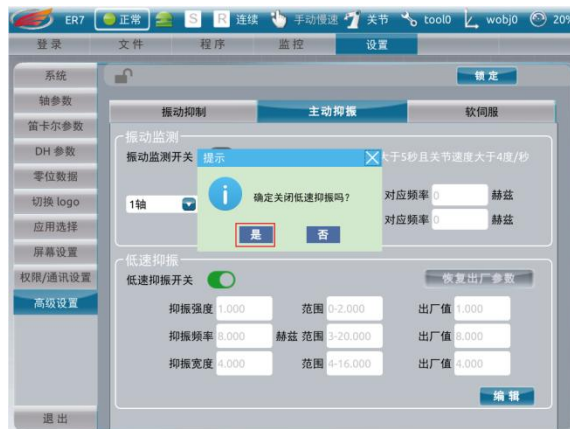 ER7 正常 S R 连续 手动慢速 关节 tool0 wobj0 20%
登录 文件 程序 监控 设置
系统 锁定
轴参数
振动抑制 主动抑振 软伺服
笛卡尔参数
振动监测
DH 参数
振动监测开关 提示 大于5秒且关节速度大于4度/秒
零位数据
确定关闭低速抑振吗?
切换 logo
1轴 对应频率 0 赫兹
应用选择
对应频率 0 赫兹
是 否
屏幕设置
低速抑振
权限/通讯设置
低速抑振开关 恢复出厂参数
高级设置
抑振强度 1.000 范围 0-2.000 出厂值 1.000
抑振频率 8.000 赫兹 范围 3-20.000 出厂值 8.000
抑振宽度 4.000 范围 4-16.000 出厂值 4.000
编辑
退出